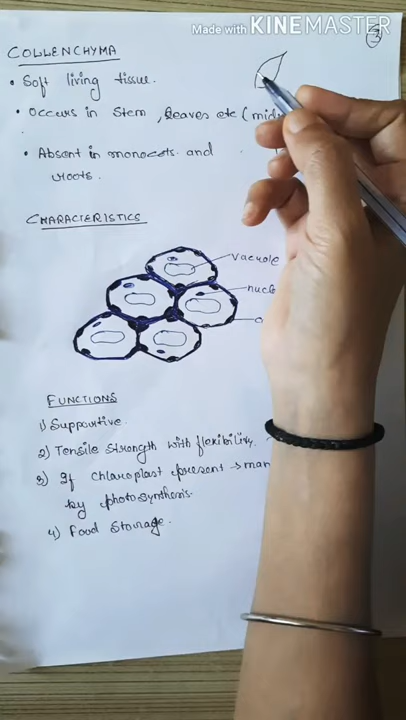 Made with KINEMASTER
2
COLLENCHYMA
• Soft living tissue.
• Occurs in stem, leaves etc (mid
• Absent in monocots and
roots.
CHARACTERISTICS
Vacuole
nucl
FUNCTIONS
1) Supportive.
2) Tensile strength with flexibility.
3) If Chloroplast present → man
by photosynthesis.
4) Food Storage.